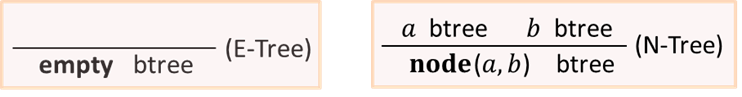 (E-Tree)
empty btree
a btree b btree
(N-Tree)
node(a, b) btree